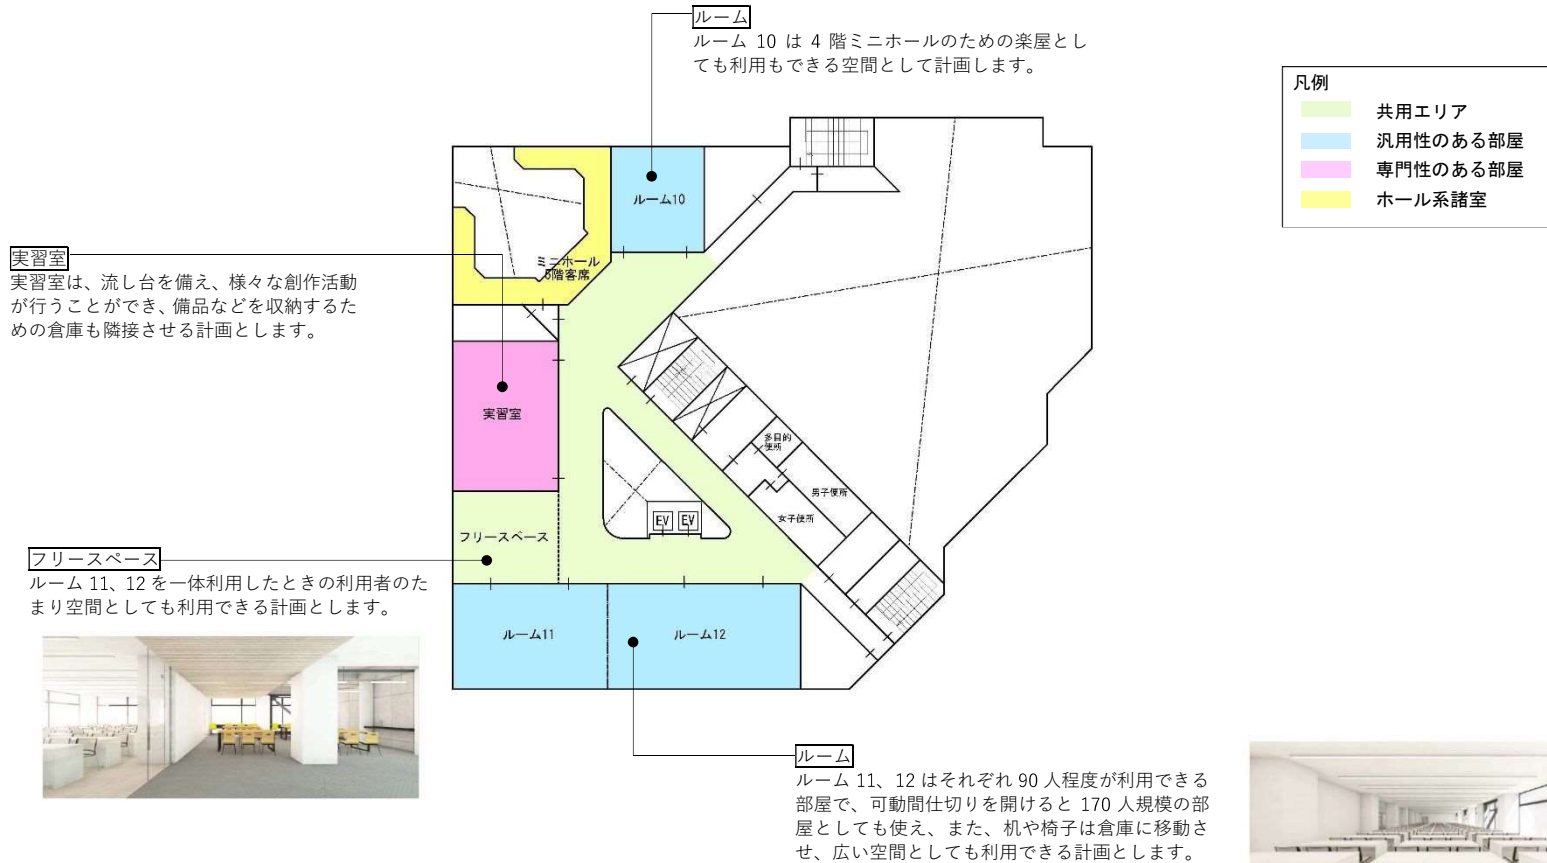 ルーム
ルーム 10 は 4 階ミニホールのための楽屋とし
ても利用もできる空間として計画します。
凡例
共用エリア
汎用性のある部屋
専門性のある部屋
ホール系諸室
ルーム10
ミニホール
5階客席
実習室
実習室は、流し台を備え、様々な創作活動
が行うことができ、備品などを収納するた
めの倉庫も隣接させる計画とします。
実習室
多目的
便所
男子便所
女子便所
EV EV
フリースペース
フリースペース
ルーム 11、12 を一体利用したときの利用者のた
まり空間としても利用できる計画とします。
ルーム11
ルーム12
ルーム
ルーム 11、12 はそれぞれ 90 人程度が利用できる
部屋で、可動間仕切りを開けると 170 人規模の部
屋としても使え、また、机や椅子は倉庫に移動さ
せ、広い空間としても利用できる計画とします。